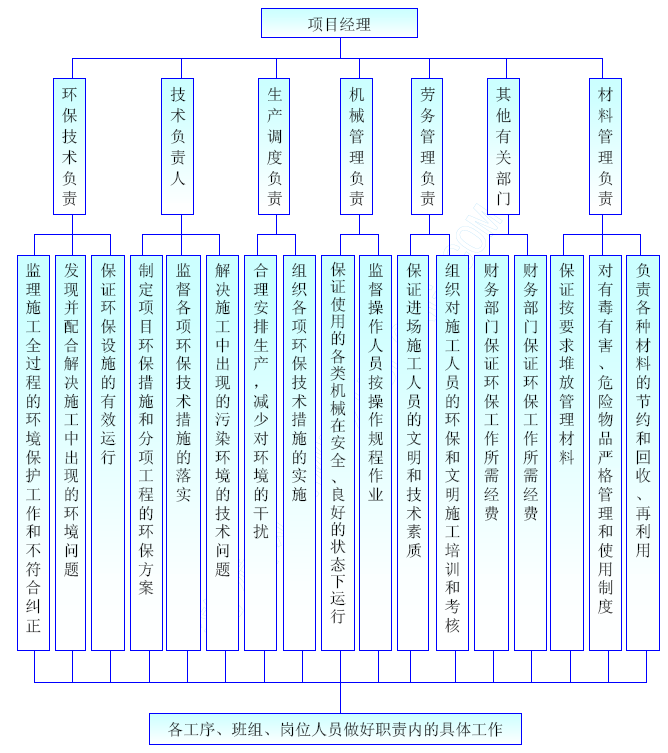 项目经理
环保技术负责
技术负责人
生产调度负责
机械管理负责
劳务管理负责
其他有关部门
材料管理负责
监理施工全过程的环境保护工作和不符合纠正
发现并配合解决施工中出现的环境问题
保证环保设施的有效运行
制定项目环保措施和分项工程的环保方案
监督各项环保技术措施的落实
解决施工中出现的污染环境的技术问题
合理安排生产，减少对环境的干扰
组织各项环保技术措施的实施
保证使用的各类机械在安全、良好的状态下运行
监督操作人员按操作规程作业
保证进场施工人员的文明和技术素质
组织对施工人员的环保和文明施工培训和考核
财务部门保证环保工作所需经费
财务部门保证环保工作所需经费
保证按要求堆放管理材料
对有毒有害、危险物品严格管理和使用制度
负责各种材料的节约和回收、再利用
各工序、班组、岗位人员做好职责内的具体工作